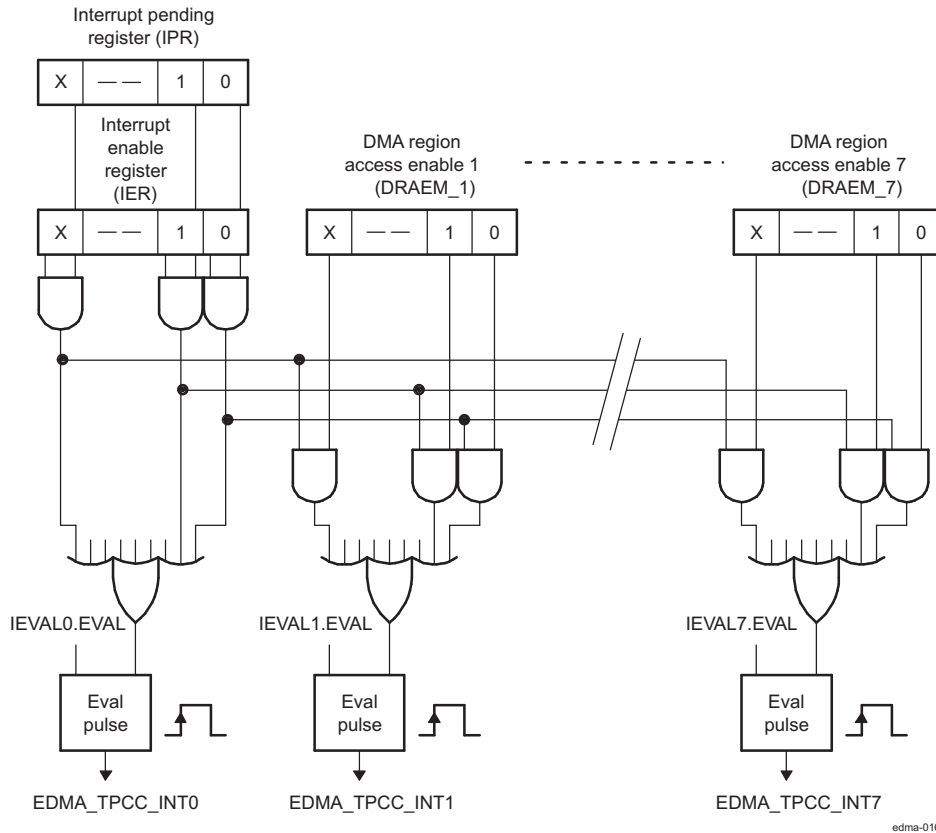 Interrupt pending
register (IPR)
X — — 1 0
Interrupt
enable
register
(IER)
X — — 1 0
DMA region
access enable 1
(DRAEM_1)
X — — 1 0
DMA region
access enable 7
(DRAEM_7)
X — — 1 0
IEVAL0.EVAL
IEVAL1.EVAL
IEVAL7.EVAL
Eval
pulse
Eval
pulse
Eval
pulse
EDMA_TPCC_INT0
EDMA_TPCC_INT1
EDMA_TPCC_INT7